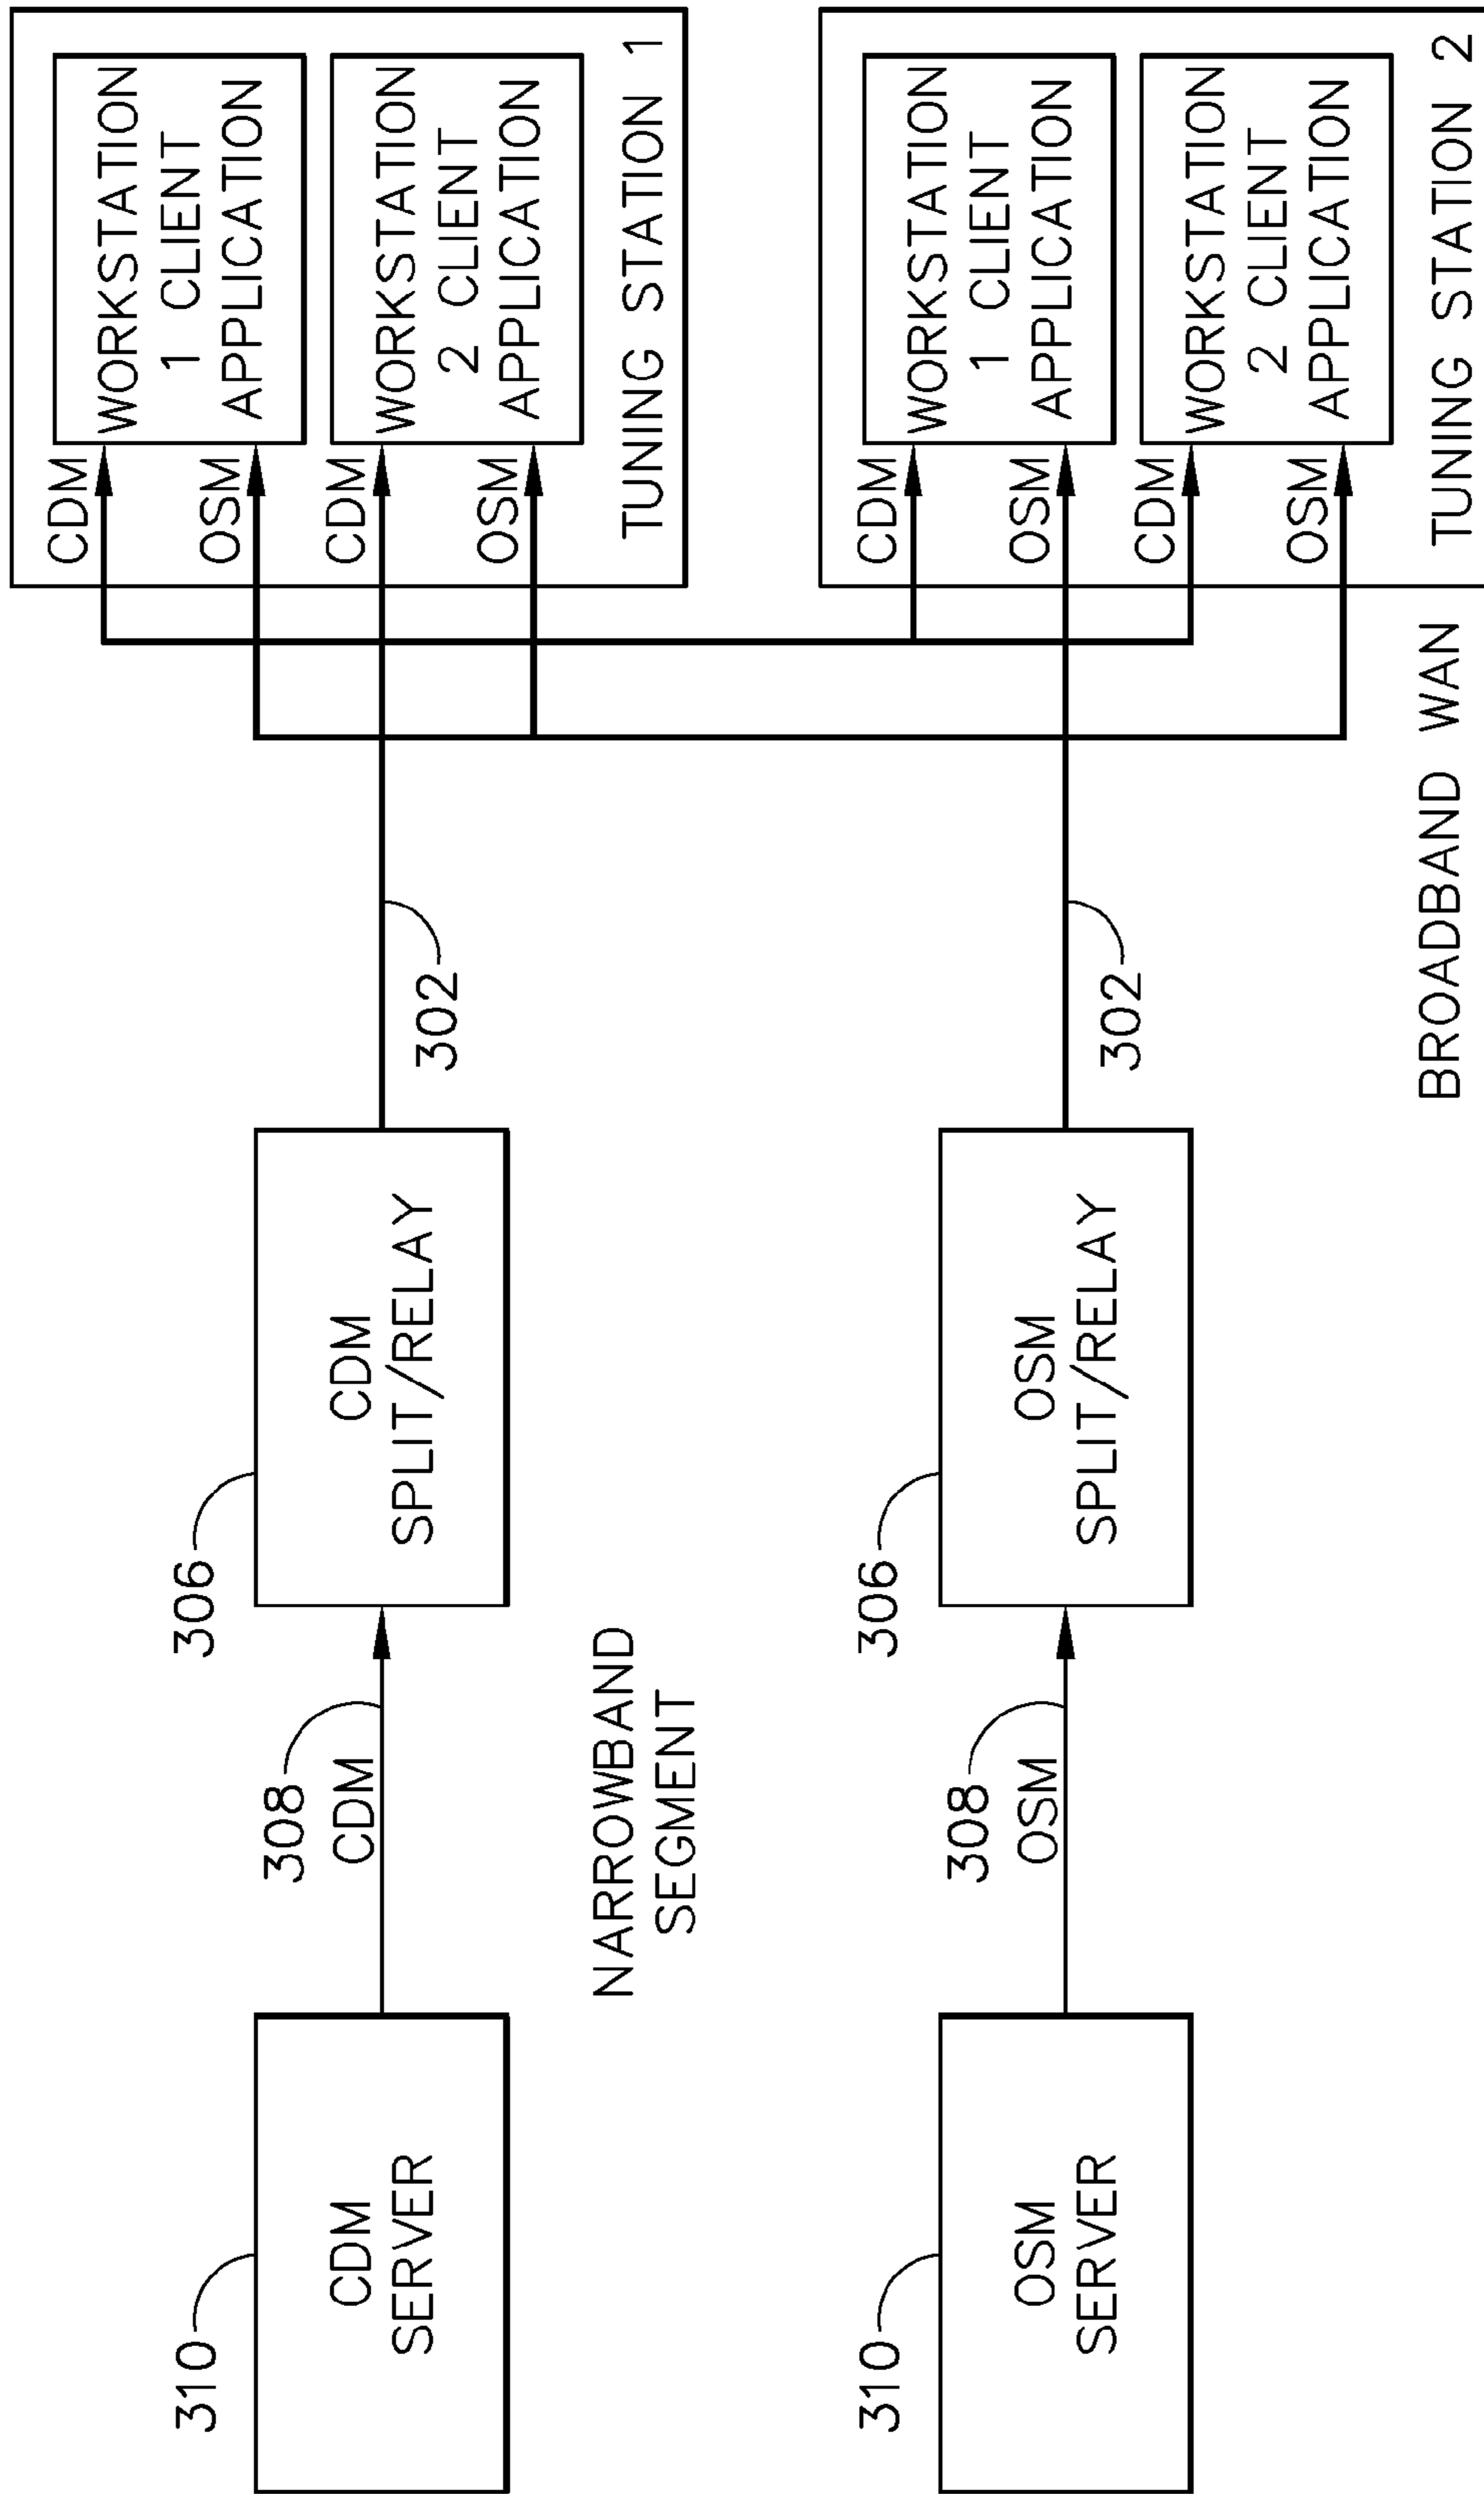 310
CDM
SERVER
308
CDM
306
CDM
SPLIT/RELAY
302
NARROWBAND
SEGMENT
CDM
WORKSTATION
1 CLIENT
APPLICATION
OSM
CDM
WORKSTATION
2 CLIENT
APPLICATION
OSM
TUNING STATION 1
310
OSM
SERVER
308
OSM
306
OSM
SPLIT/RELAY
302
CDM
WORKSTATION
1 CLIENT
APPLICATION
OSM
CDM
WORKSTATION
2 CLIENT
APPLICATION
OSM
TUNING STATION 2
BROADBAND WAN